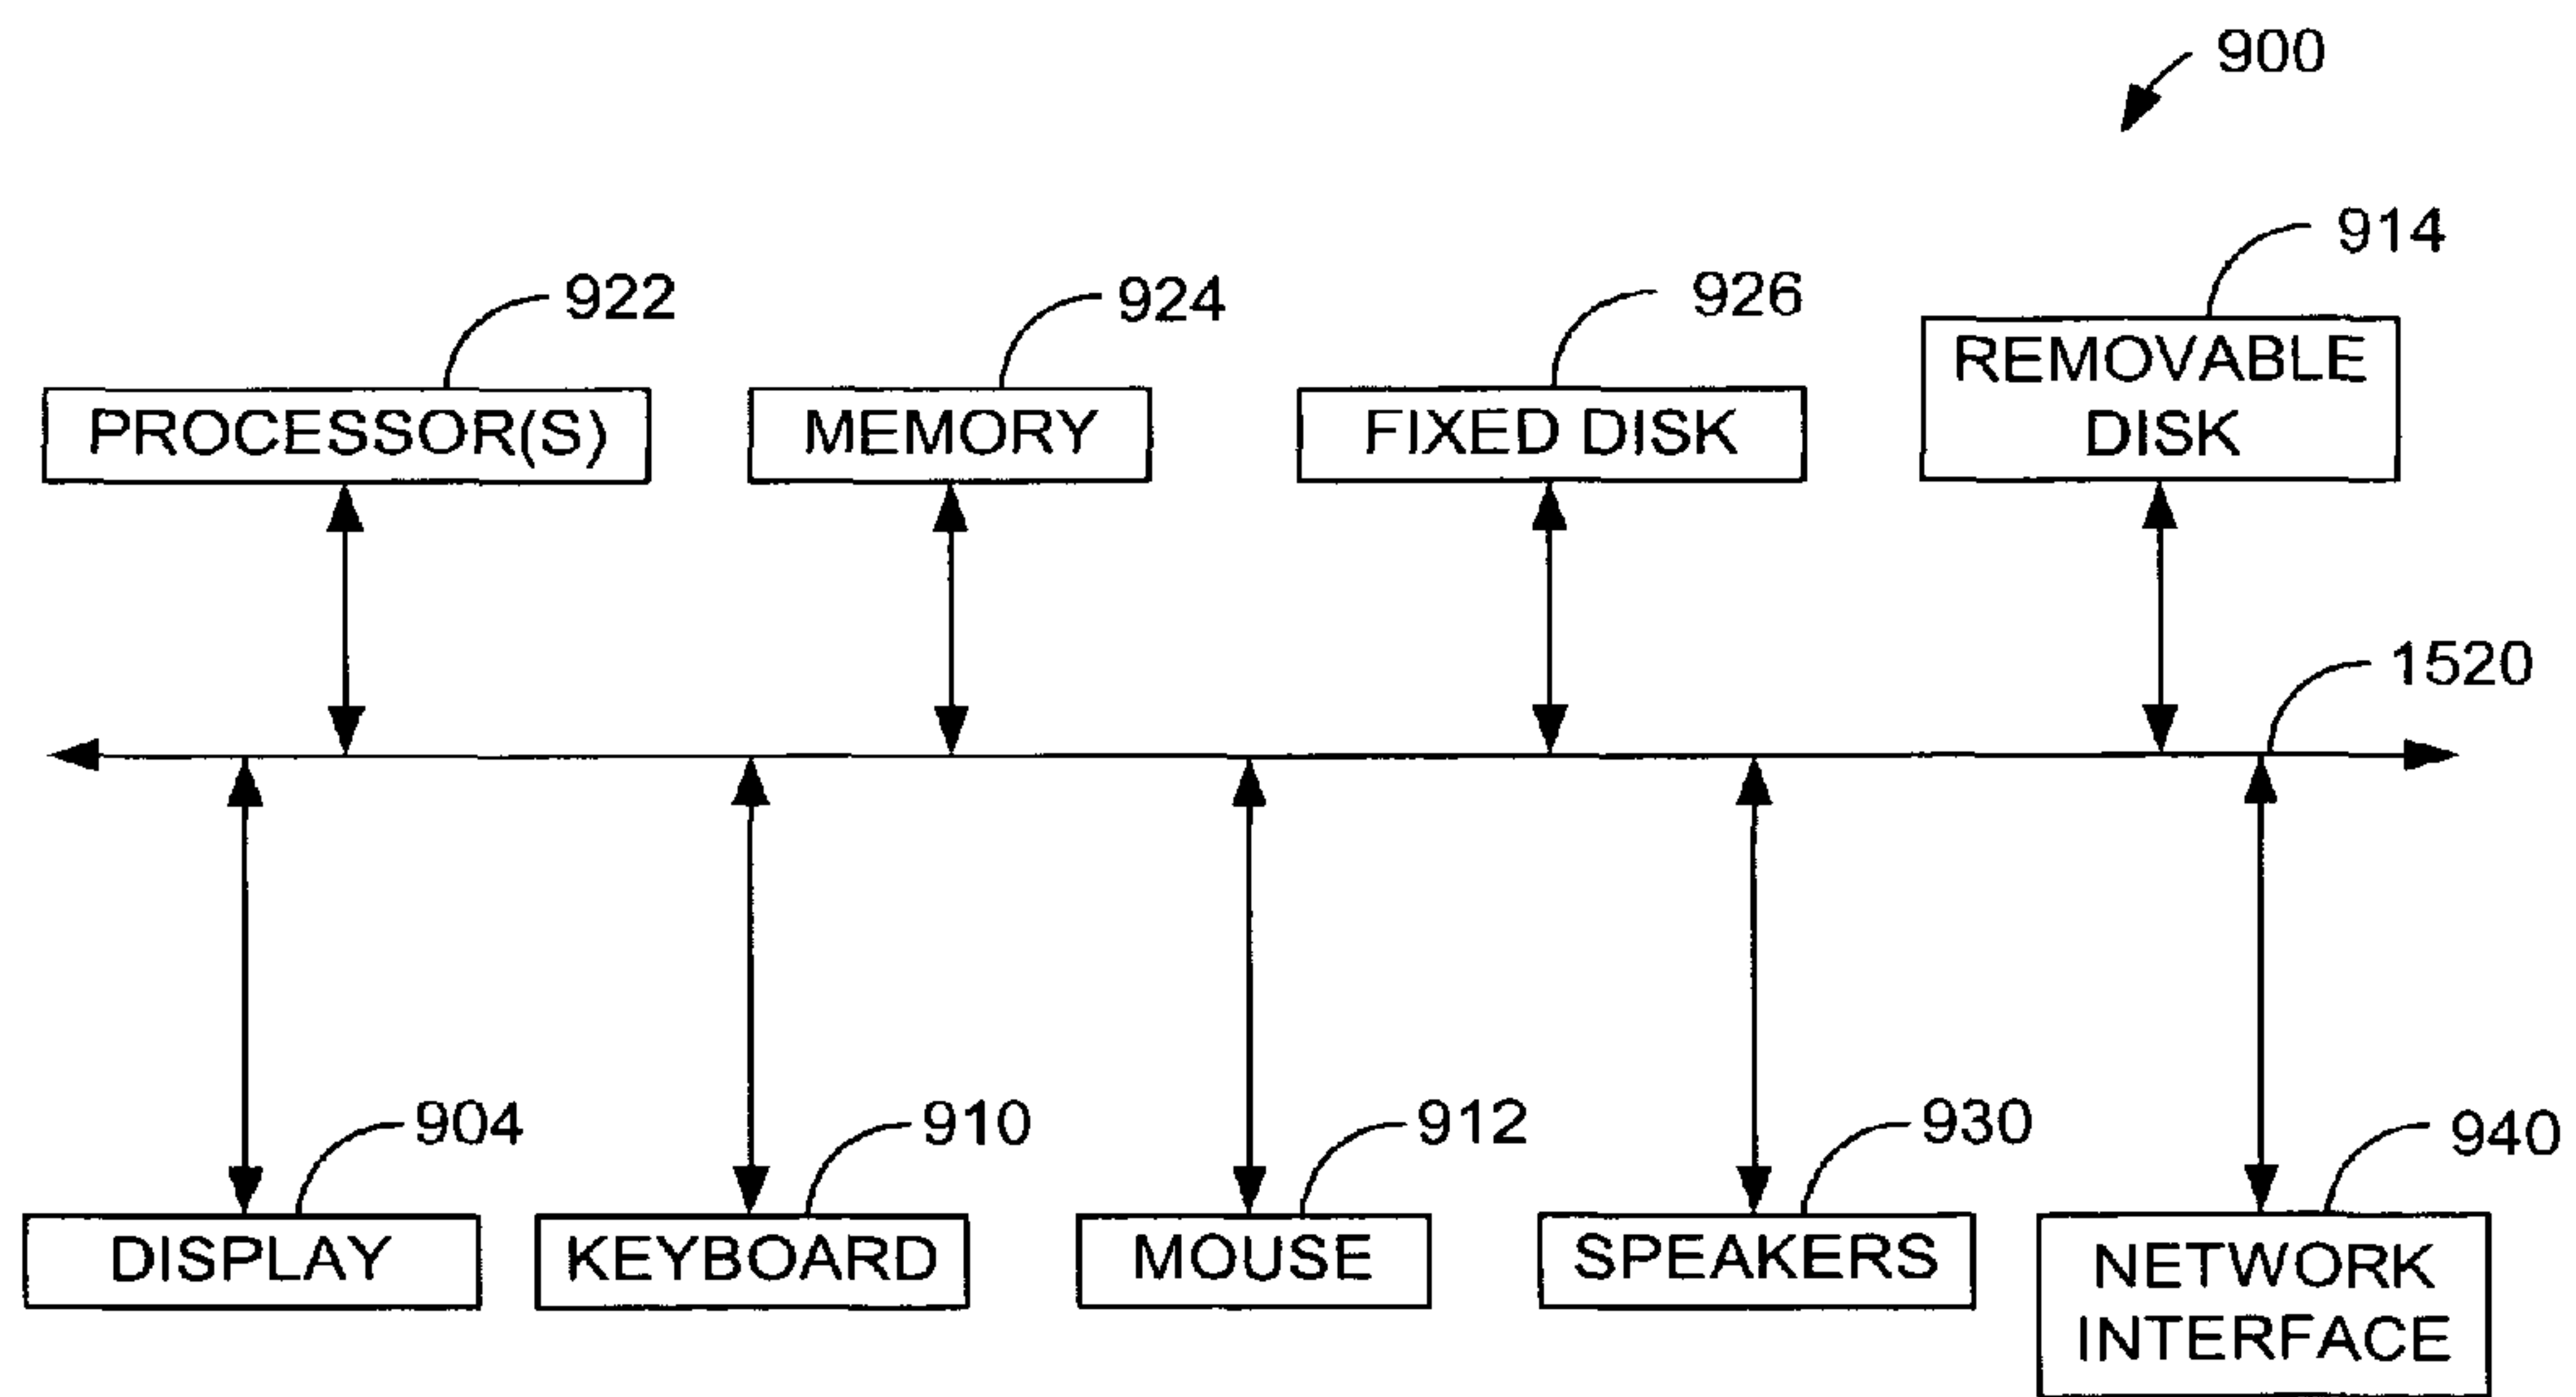 900
914
922
924
926
REMOVABLE
DISK
PROCESSOR(S)
MEMORY
FIXED DISK
1520
904
910
912
930
940
DISPLAY
KEYBOARD
MOUSE
SPEAKERS
NETWORK
INTERFACE